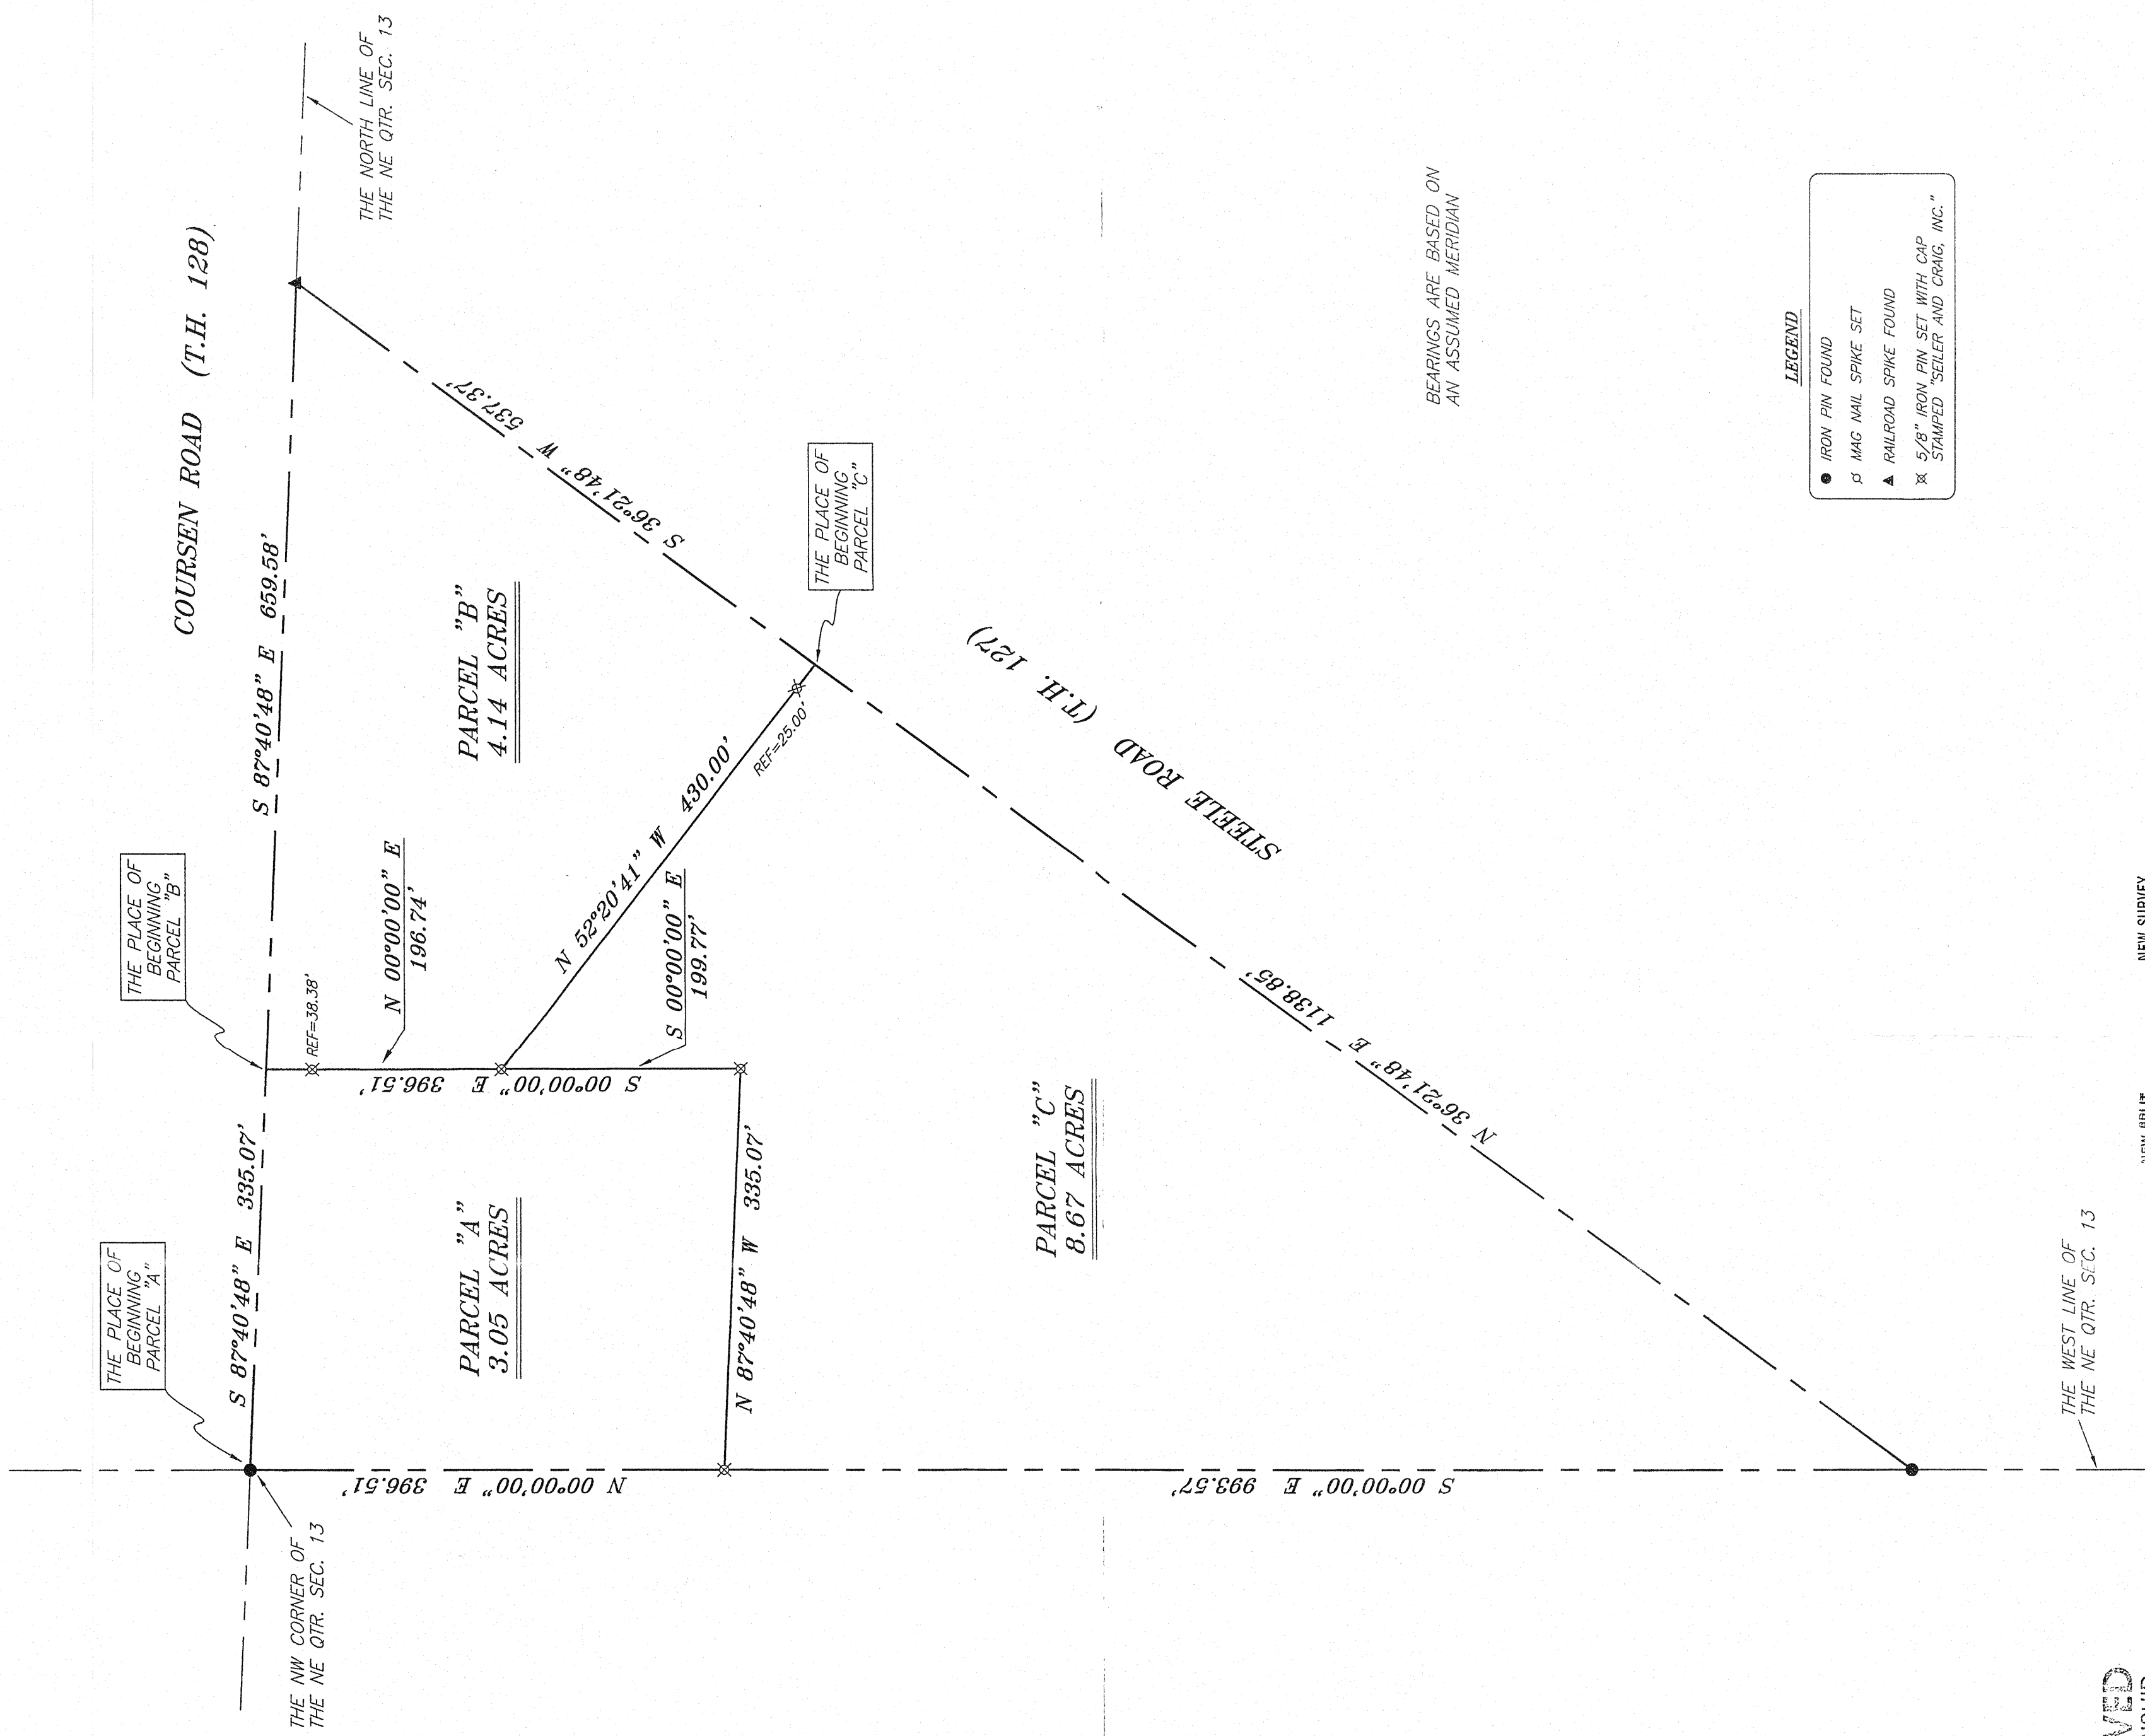 COURSEN ROAD (T.H. 128)
THE NORTH LINE OF
THE NE QTR. SEC. 13
THE PLACE OF
BEGINNING
PARCEL "A"
THE PLACE OF
BEGINNING
PARCEL "B"
S 87°40'48" E 335.07'
S 87°40'48" E 659.58'
THE NW CORNER OF
THE NE QTR. SEC. 13
N 00°00'00" E 396.51'
PARCEL "A"
3.05 ACRES
S 00°00'00" E 396.51'
REF=38.38'
N 00°00'00" E
196.74'
N 52°20'41" W 430.00'
REF=25.00'
S 00°00'00" E
199.77'
N 87°40'48" W 335.07'
PARCEL "B"
4.14 ACRES
S 36°21'48" W 537.37'
THE PLACE OF
BEGINNING
PARCEL "C"
STEELE ROAD (T.H. 127)
PARCEL "C"
8.67 ACRES
N 36°21'48" E 1138.85'
S 00°00'00" E 993.57'
THE WEST LINE OF
THE NE QTR. SEC. 13
BEARINGS ARE BASED ON
AN ASSUMED MERIDIAN
LEGEND
IRON PIN FOUND
MAG NAIL SPIKE SET
RAILROAD SPIKE FOUND
5/8" IRON PIN SET WITH CAP
STAMPED "SEILER AND CRAIG, INC."
NEW SURVEY